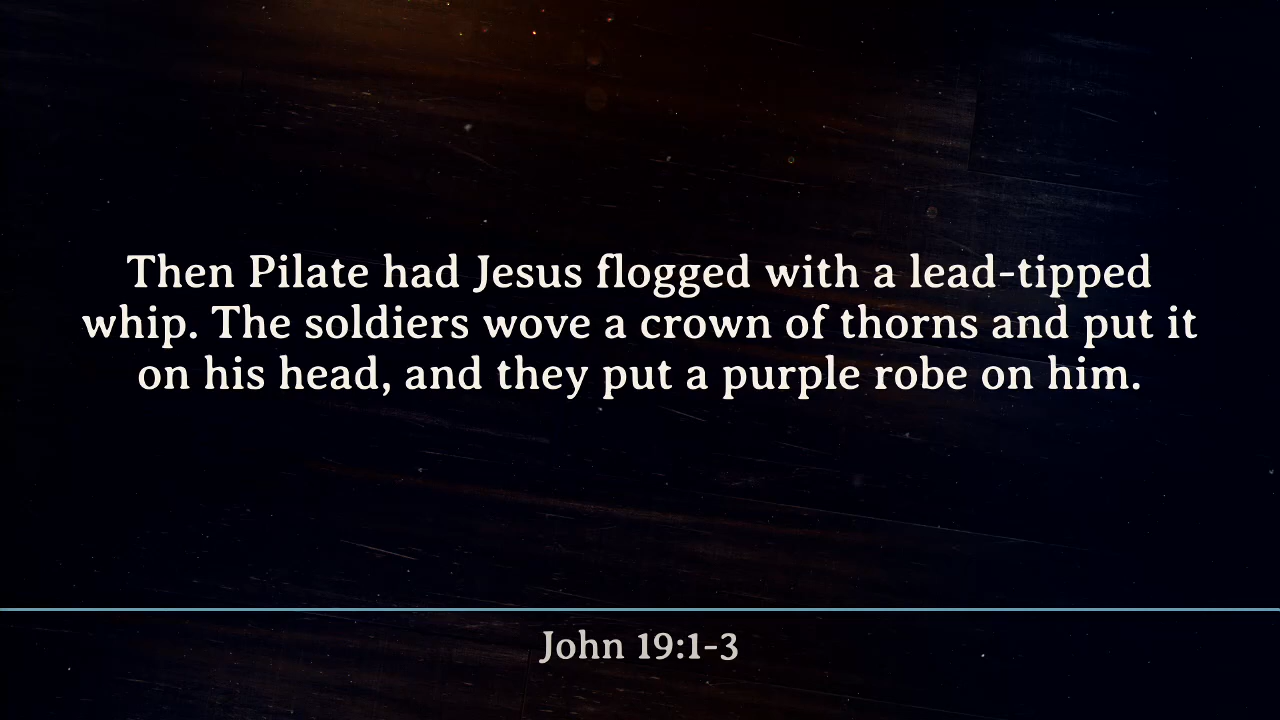 Then Pilate had Jesus flogged with a lead-tipped
whip. The soldiers wove a crown of thorns and put it
on his head, and they put a purple robe on him.
John 19:1-3